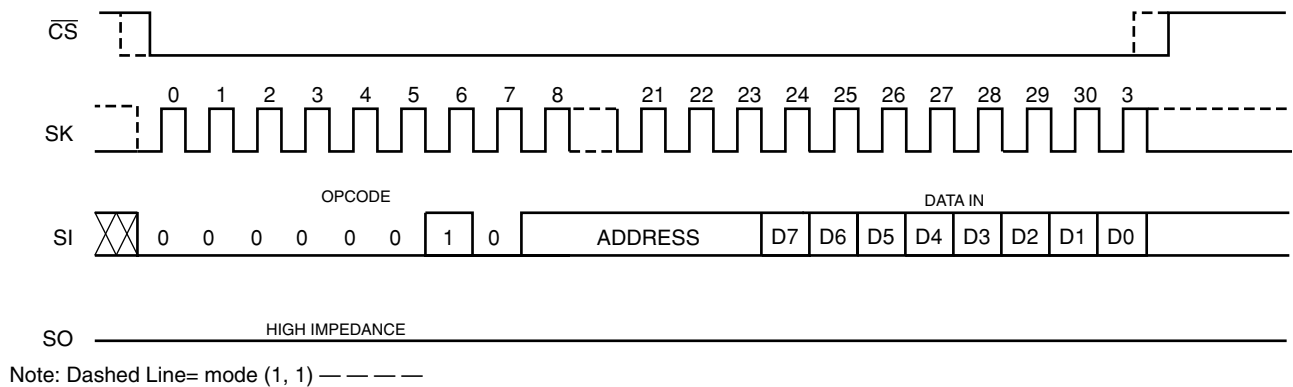 CS
0 1 2 3 4 5 6 7 8 21 22 23 24 25 26 27 28 29 30 3
SK
OPCODE DATA IN
SI 0 0 0 0 0 0 1 0 ADDRESS D7 D6 D5 D4 D3 D2 D1 D0
HIGH IMPEDANCE
SO
Note: Dashed Line= mode (1, 1) — — — —